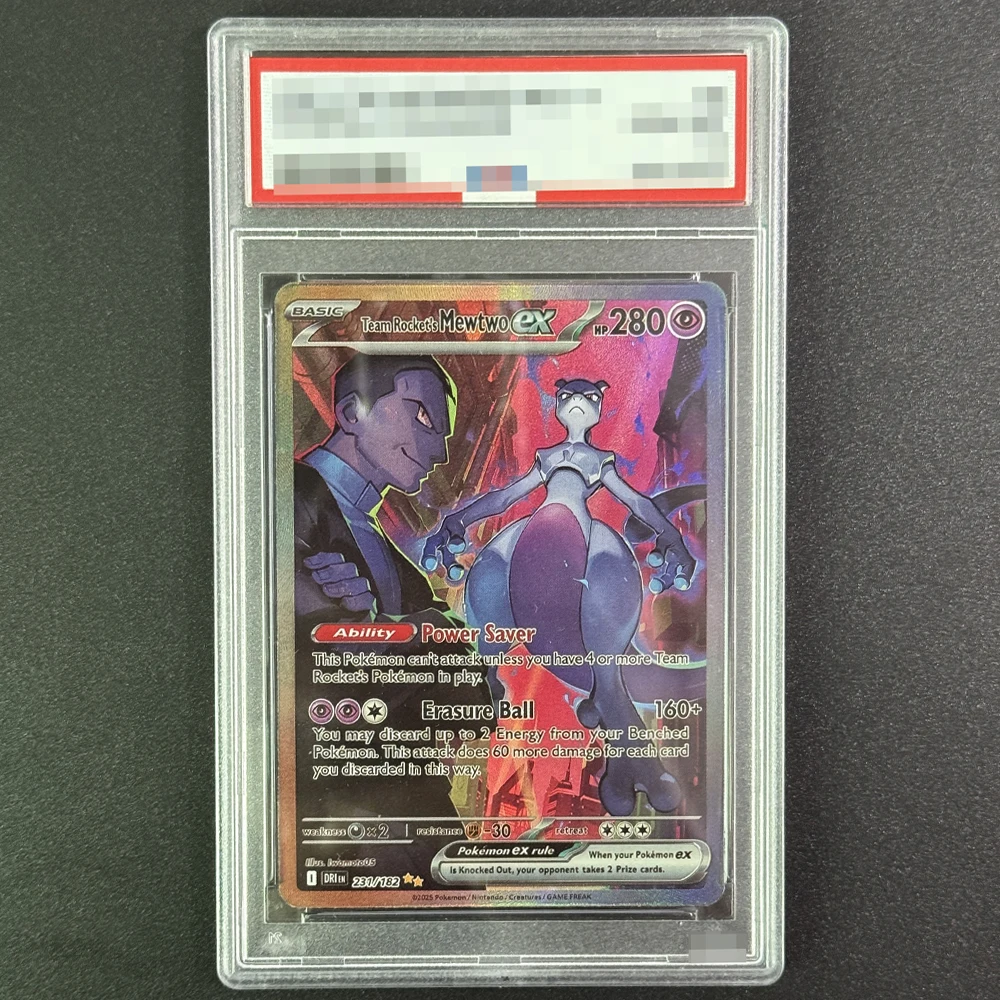 BASIC Team Rocket's Mewtwo ex HP 280
Ability Power Saver
This Pokémon can't attack unless you have 4 or more Team
Rocket's Pokémon in play.
Erasure Ball 160+
You may discard up to 2 Energy from your Benched
Pokémon. This attack does 60 more damage for each card
you discarded in this way.
weakness ×2 resistance -30 retreat
Illus. Iwamoto05
Pokémon ex rule When your Pokémon ex
is Knocked Out, your opponent takes 2 Prize cards.
I DRI EN 231/182
©2025 Pokémon / Nintendo / Creatures / GAME FREAK